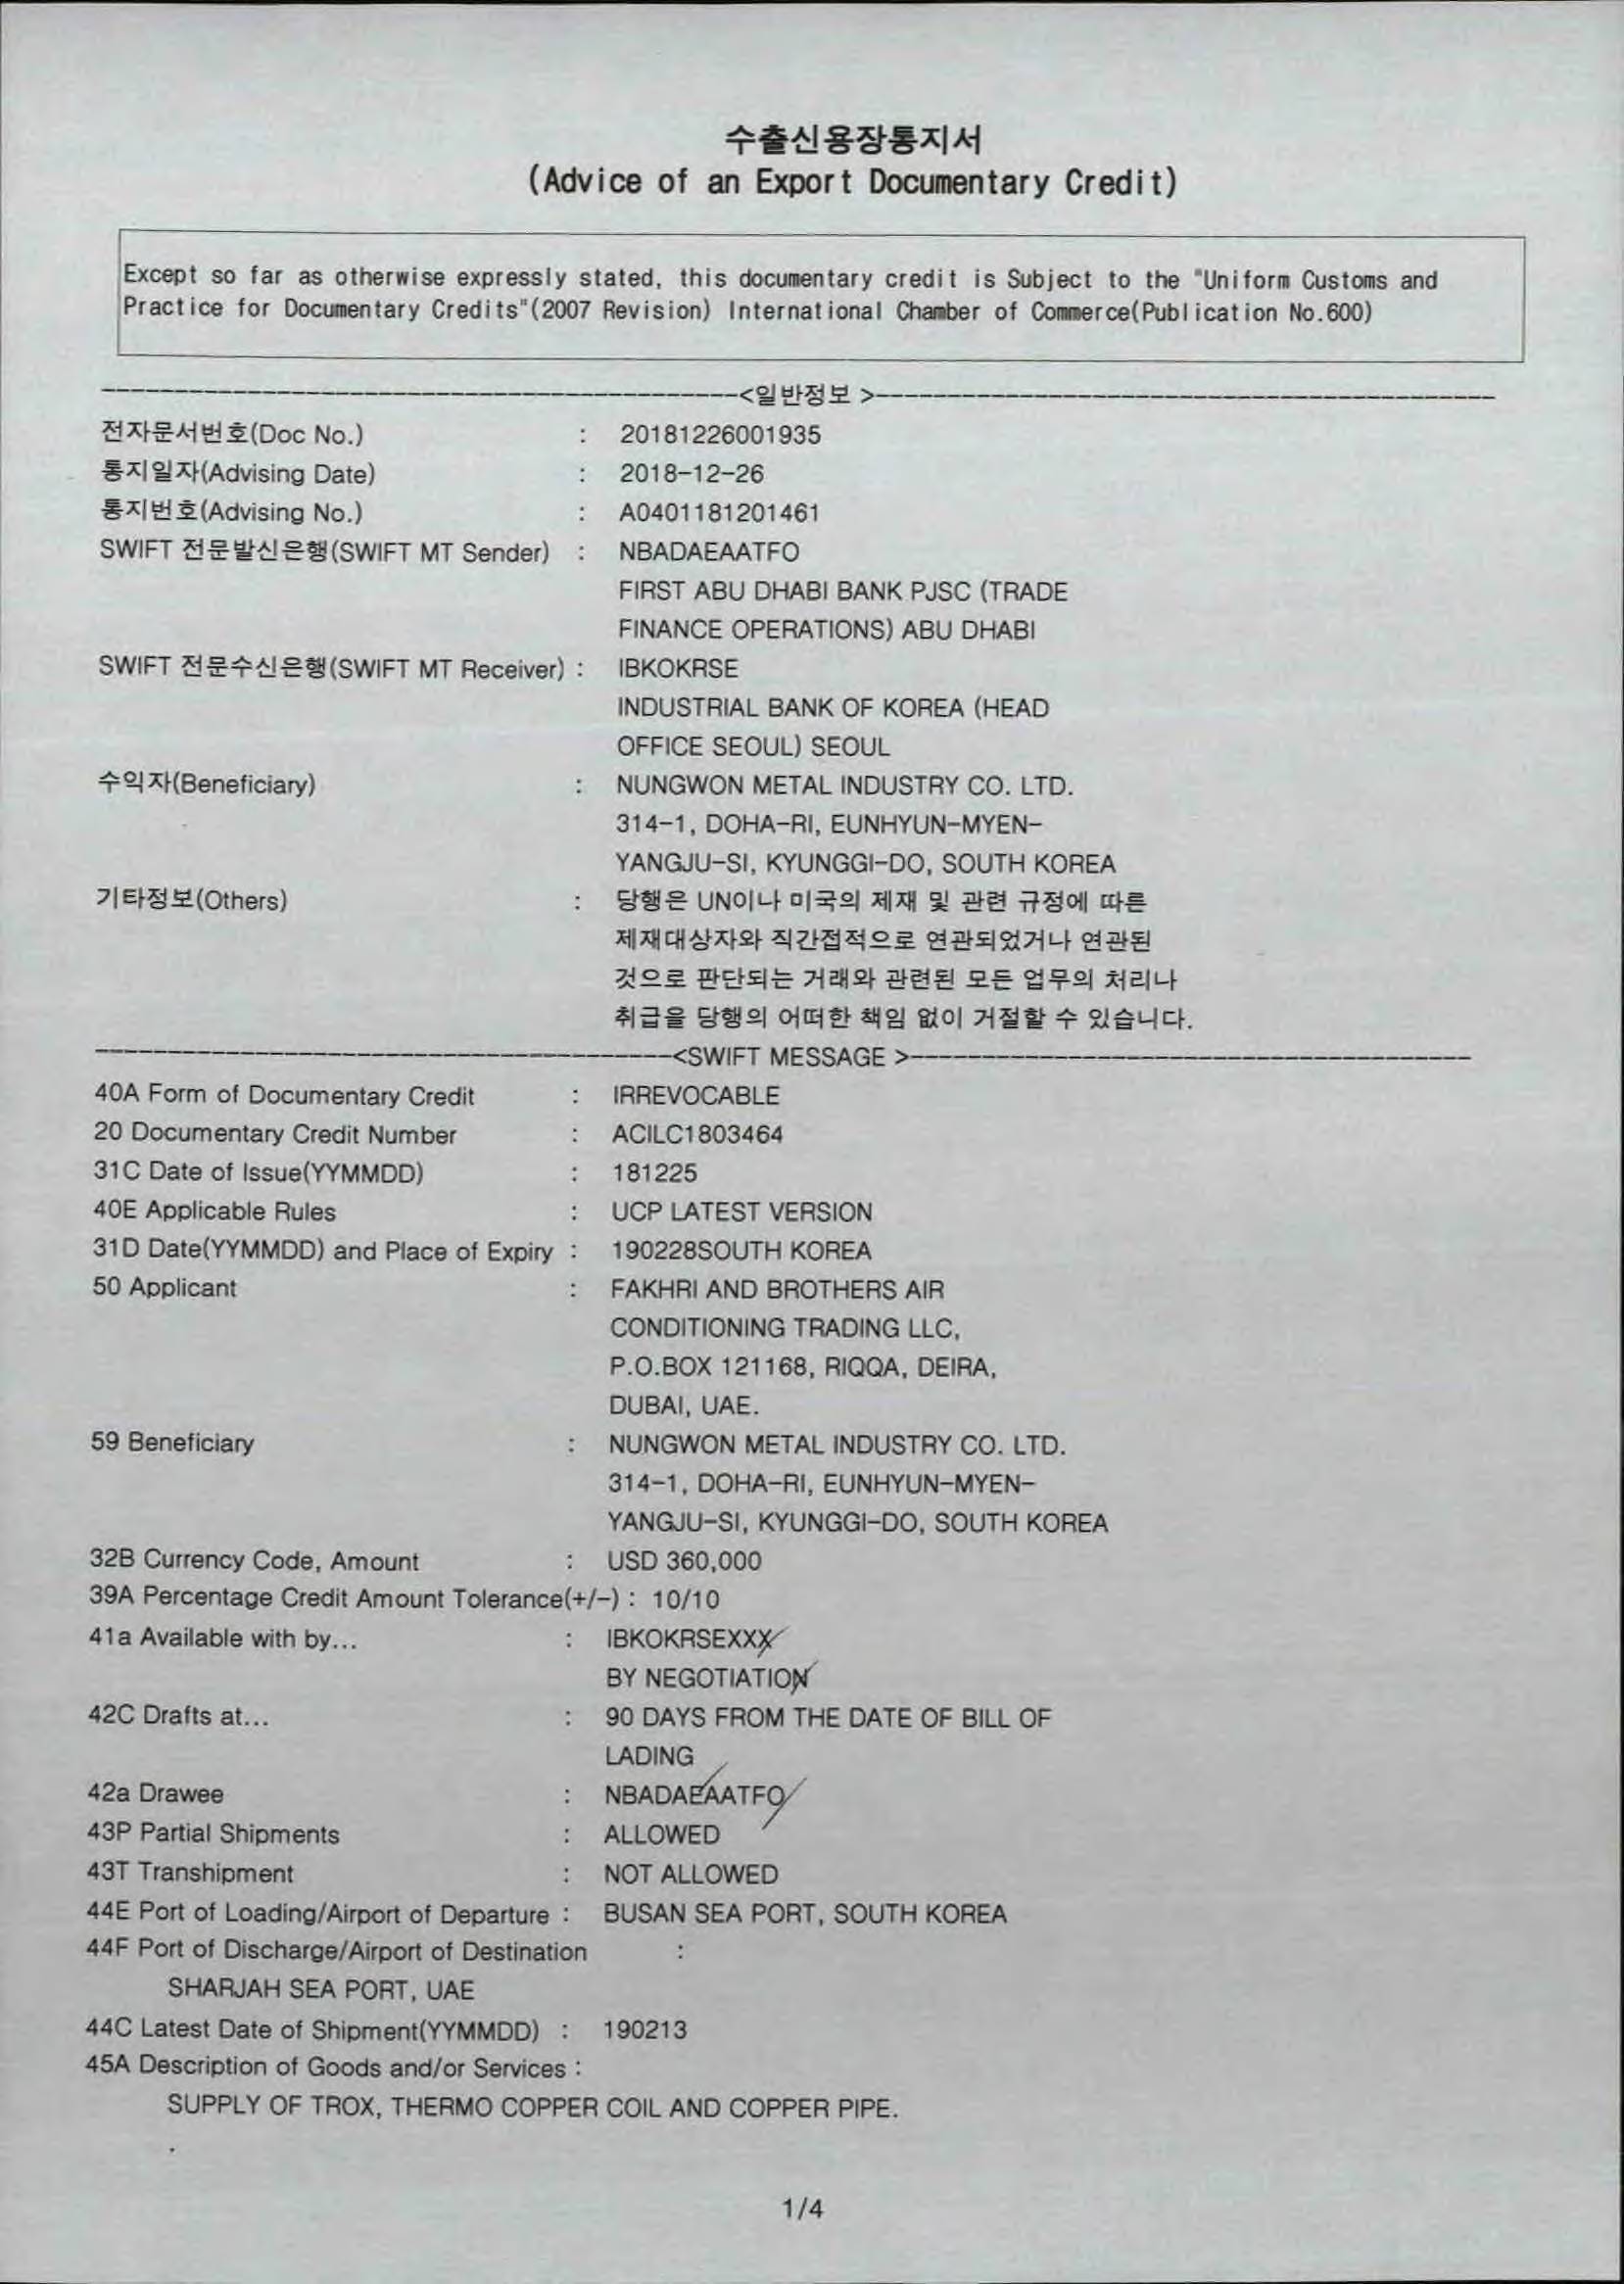 수출신용장통지서
(Advice of an Export Documentary Credit)
Except so far as otherwise expressly stated, this documentary credit is Subject to the "Uniform Customs and
Practice for Documentary Credits"(2007 Revision) International Chamber of Commerce(Publication No.600)
<일반정보 >
전자문서번호(Doc No.) : 20181226001935
통지일자(Advising Date) : 2018-12-26
통지번호(Advising No.) : A0401181201461
SWIFT 전문발신은행(SWIFT MT Sender) : NBADAEAATFO
FIRST ABU DHABI BANK PJSC (TRADE
FINANCE OPERATIONS) ABU DHABI
SWIFT 전문수신은행(SWIFT MT Receiver) : IBKOKRSE
INDUSTRIAL BANK OF KOREA (HEAD
OFFICE SEOUL) SEOUL
수익자(Beneficiary) : NUNGWON METAL INDUSTRY CO. LTD.
314-1, DOHA-RI, EUNHYUN-MYEN-
YANGJU-SI, KYUNGGI-DO, SOUTH KOREA
기타정보(Others) : 당행은 UN이나 미국의 제재 및 관련 규정에 따른
제재대상자와 직간접적으로 연관되었거나 연관된
것으로 판단되는 거래와 관련된 모든 업무의 처리나
취급을 당행의 어떠한 책임 없이 거절할 수 있습니다.
<SWIFT MESSAGE >
40A Form of Documentary Credit : IRREVOCABLE
20 Documentary Credit Number : ACILC1803464
31C Date of Issue(YYMMDD) : 181225
40E Applicable Rules : UCP LATEST VERSION
31D Date(YYMMDD) and Place of Expiry : 190228SOUTH KOREA
50 Applicant : FAKHRI AND BROTHERS AIR
CONDITIONING TRADING LLC,
P.O.BOX 121168, RIQQA, DEIRA,
DUBAI, UAE.
59 Beneficiary : NUNGWON METAL INDUSTRY CO. LTD.
314-1, DOHA-RI, EUNHYUN-MYEN-
YANGJU-SI, KYUNGGI-DO, SOUTH KOREA
32B Currency Code, Amount : USD 360,000
39A Percentage Credit Amount Tolerance(+/-) : 10/10
41a Available with by... : IBKOKRSEXXX
BY NEGOTIATION
42C Drafts at... : 90 DAYS FROM THE DATE OF BILL OF
LADING
42a Drawee : NBADAEAATFO
43P Partial Shipments : ALLOWED
43T Transhipment : NOT ALLOWED
44E Port of Loading/Airport of Departure : BUSAN SEA PORT, SOUTH KOREA
44F Port of Discharge/Airport of Destination :
SHARJAH SEA PORT, UAE
44C Latest Date of Shipment(YYMMDD) : 190213
45A Description of Goods and/or Services :
SUPPLY OF TROX, THERMO COPPER COIL AND COPPER PIPE.
.
1/4